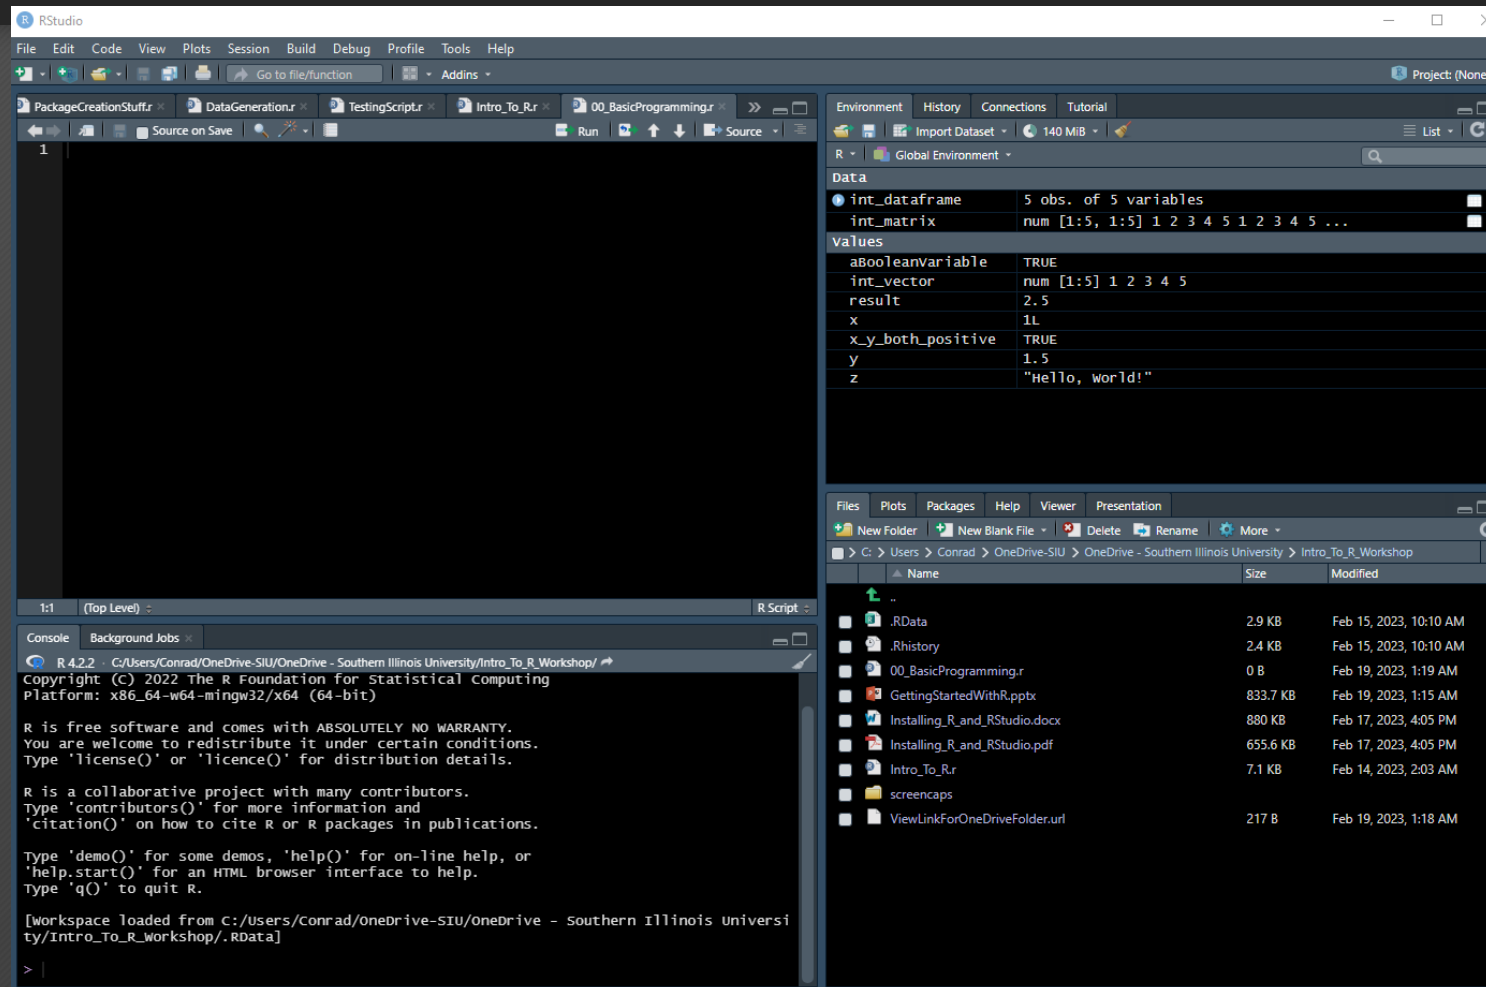 RStudio
File Edit Code View Plots Session Build Debug Profile Tools Help
Go to file/function Addins Project: (None
PackageCreationStuff.r DataGeneration.r TestingScript.r Intro_To_R.r 00_BasicProgramming.r
Source on Save Run Source
1
1:1 (Top Level) R Script
Console Background Jobs
R 4.2.2 · C:/Users/Conrad/OneDrive-SIU/OneDrive - Southern Illinois University/Intro_To_R_Workshop/
Copyright (C) 2022 The R Foundation for Statistical Computing
Platform: x86_64-w64-mingw32/x64 (64-bit)
R is free software and comes with ABSOLUTELY NO WARRANTY.
You are welcome to redistribute it under certain conditions.
Type 'license()' or 'licence()' for distribution details.
R is a collaborative project with many contributors.
Type 'contributors()' for more information and
'citation()' on how to cite R or R packages in publications.
Type 'demo()' for some demos, 'help()' for on-line help, or
'help.start()' for an HTML browser interface to help.
Type 'q()' to quit R.
[Workspace loaded from C:/Users/Conrad/OneDrive-SIU/OneDrive - Southern Illinois Universi
ty/Intro_To_R_Workshop/.RData]
>
Environment History Connections Tutorial
Import Dataset 140 MiB List
R Global Environment
Data
int_dataframe 5 obs. of 5 variables
int_matrix num [1:5, 1:5] 1 2 3 4 5 1 2 3 4 5 ...
Values
aBooleanVariable TRUE
int_vector num [1:5] 1 2 3 4 5
result 2.5
x 1L
x_y_both_positive TRUE
y 1.5
z "Hello, World!"
Files Plots Packages Help Viewer Presentation
New Folder New Blank File Delete Rename More
C: > Users > Conrad > OneDrive-SIU > OneDrive - Southern Illinois University > Intro_To_R_Workshop
Name Size Modified
..
.RData 2.9 KB Feb 15, 2023, 10:10 AM
.Rhistory 2.4 KB Feb 15, 2023, 10:10 AM
00_BasicProgramming.r 0 B Feb 19, 2023, 1:19 AM
GettingStartedWithR.pptx 833.7 KB Feb 19, 2023, 1:15 AM
Installing_R_and_RStudio.docx 880 KB Feb 17, 2023, 4:05 PM
Installing_R_and_RStudio.pdf 655.6 KB Feb 17, 2023, 4:05 PM
Intro_To_R.r 7.1 KB Feb 14, 2023, 2:03 AM
screencaps
ViewLinkForOneDriveFolder.url 217 B Feb 19, 2023, 1:18 AM